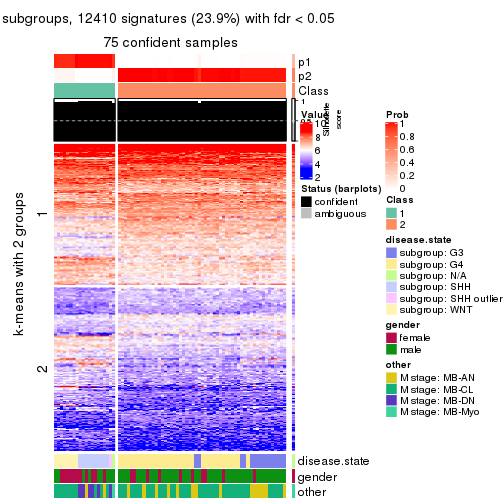 subgroups, 12410 signatures (23.9%) with fdr < 0.05
75 confident samples
p1
p2
Class
1
0.5
Silhouette
score
k-means with 2 groups
1
2
disease.state
gender
other
Value
10
8
6
4
2
Status (barplots)
confident
ambiguous
Prob
1
0.8
0.6
0.4
0.2
0
Class
1
2
disease.state
subgroup: G3
subgroup: G4
subgroup: N/A
subgroup: SHH
subgroup: SHH outlier
subgroup: WNT
gender
female
male
other
M stage: MB-AN
M stage: MB-CL
M stage: MB-DN
M stage: MB-Myo